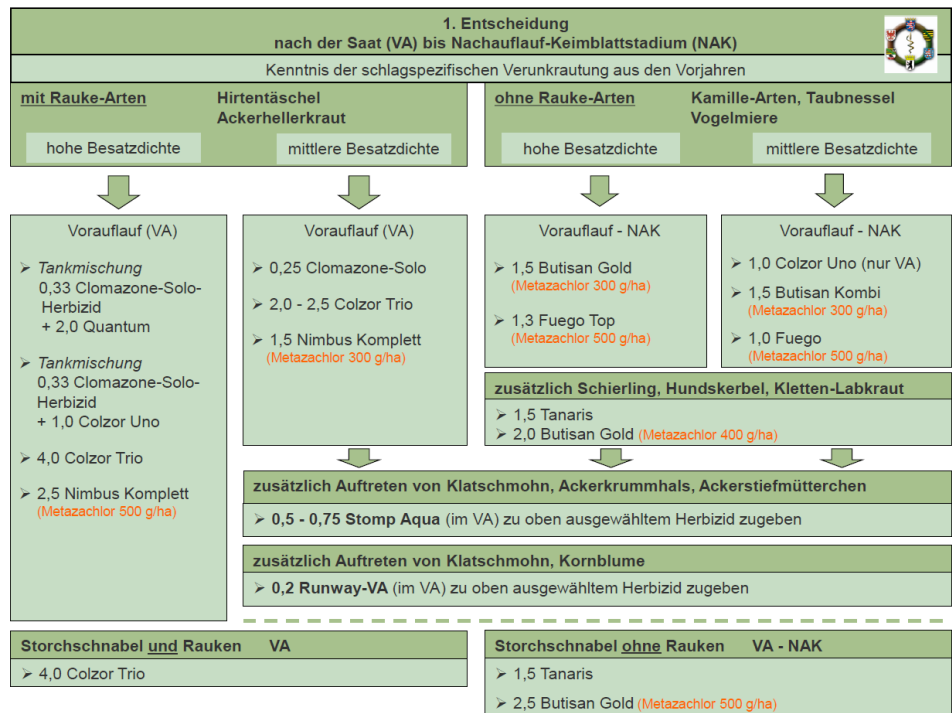 1. Entscheidung
nach der Saat (VA) bis Nachauflauf-Keimblattstadium (NAK)
Kenntnis der schlagspezifischen Verunkrautung aus den Vorjahren
mit Rauke-Arten
Hirtentäschel
Ackerhellerkraut
hohe Besatzdichte
mittlere Besatzdichte
ohne Rauke-Arten
Kamille-Arten, Taubnessel
Vogelmiere
hohe Besatzdichte
mittlere Besatzdichte
Vorauflauf (VA)
➢ Tankmischung
0,33 Clomazone-Solo-
Herbizid
+ 2,0 Quantum
➢ Tankmischung
0,33 Clomazone-Solo-
Herbizid
+ 1,0 Colzor Uno
➢ 4,0 Colzor Trio
➢ 2,5 Nimbus Komplett
(Metazachlor 500 g/ha)
Vorauflauf (VA)
➢ 0,25 Clomazone-Solo
➢ 2,0 - 2,5 Colzor Trio
➢ 1,5 Nimbus Komplett
(Metazachlor 300 g/ha)
Vorauflauf - NAK
➢ 1,5 Butisan Gold
(Metazachlor 300 g/ha)
➢ 1,3 Fuego Top
(Metazachlor 500 g/ha)
Vorauflauf - NAK
➢ 1,0 Colzor Uno (nur VA)
➢ 1,5 Butisan Kombi
(Metazachlor 300 g/ha)
➢ 1,0 Fuego
(Metazachlor 500 g/ha)
zusätzlich Schierling, Hundskerbel, Kletten-Labkraut
➢ 1,5 Tanaris
➢ 2,0 Butisan Gold (Metazachlor 400 g/ha)
zusätzlich Auftreten von Klatschmohn, Ackerkrummhals, Ackerstiefmütterchen
➢ 0,5 - 0,75 Stomp Aqua (im VA) zu oben ausgewähltem Herbizid zugeben
zusätzlich Auftreten von Klatschmohn, Kornblume
➢ 0,2 Runway-VA (im VA) zu oben ausgewähltem Herbizid zugeben
Storchschnabel und Rauken VA
➢ 4,0 Colzor Trio
Storchschnabel ohne Rauken VA - NAK
➢ 1,5 Tanaris
➢ 2,5 Butisan Gold (Metazachlor 500 g/ha)